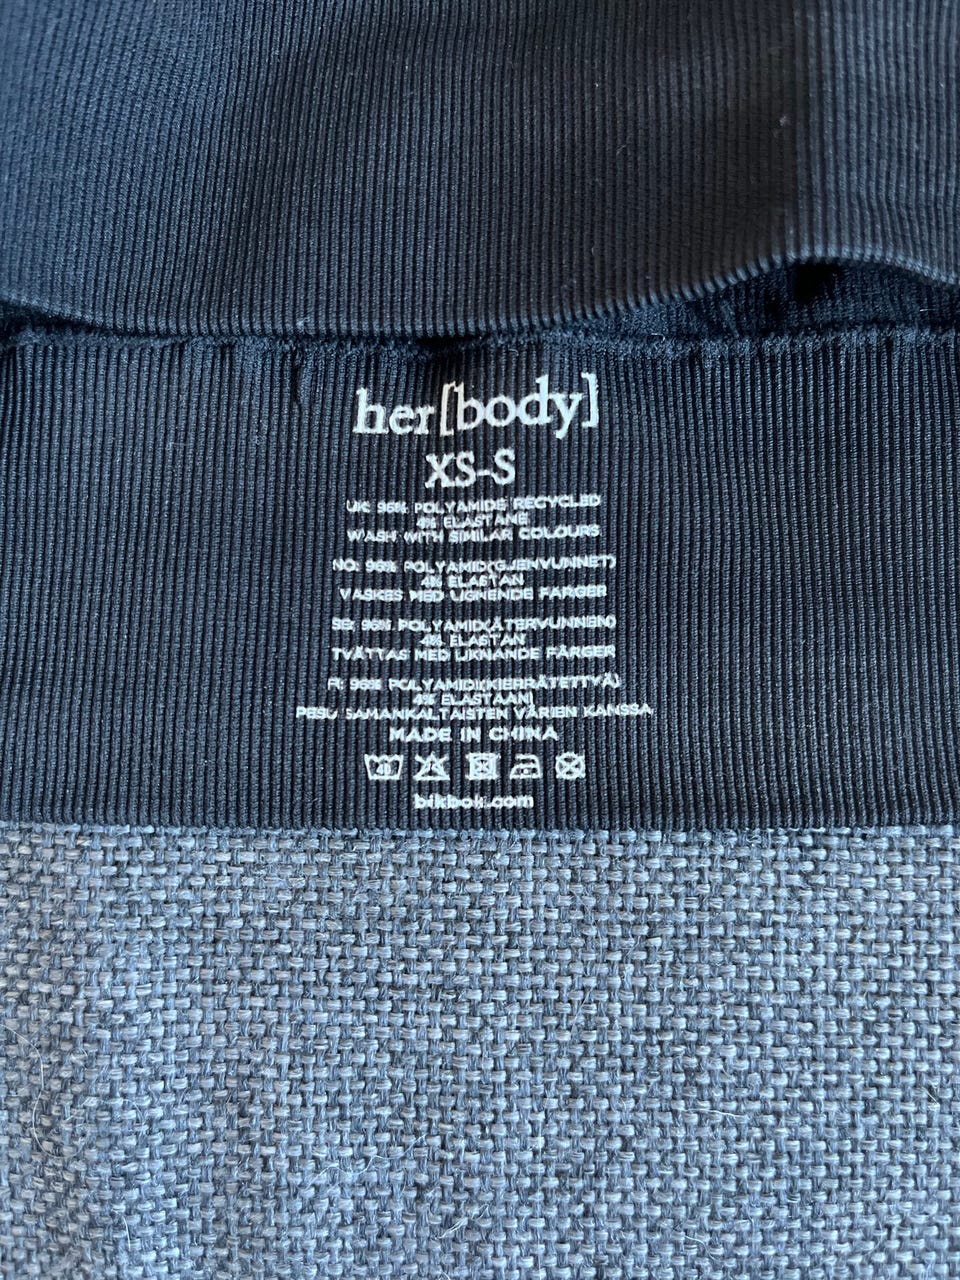 her[body]
XS-S
UK: 96% POLYAMIDE RECYCLED
4% ELASTANE
WASH WITH SIMILAR COLOURS
NO: 96% POLYAMID(GJENVUNNET)
4% ELASTAN
VASKES MED LIGNENDE FARGER
SE: 96% POLYAMID(ÅTERVUNNEN)
4% ELASTAN
TVÄTTAS MED LIKNANDE FÄRGER
FI: 96% POLYAMIDI(KIERRÄTETTYÄ)
4% ELASTAANI
PESU SAMANKALTAISTEN VÄRIEN KANSSA
MADE IN CHINA
40
bikbok.com